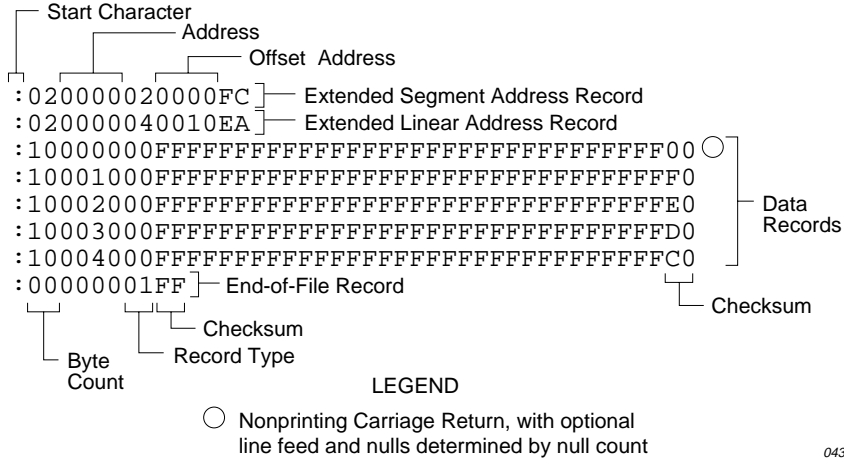 Start Character
Address
Offset Address
:020000020000FC Extended Segment Address Record
:020000040010EA Extended Linear Address Record
:10000000FFFFFFFFFFFFFFFFFFFFFFFFFFFFFFFF00
:10001000FFFFFFFFFFFFFFFFFFFFFFFFFFFFFFFFF0
:10002000FFFFFFFFFFFFFFFFFFFFFFFFFFFFFFFFE0
:10003000FFFFFFFFFFFFFFFFFFFFFFFFFFFFFFFFD0
:10004000FFFFFFFFFFFFFFFFFFFFFFFFFFFFFFFFC0
Data
Records
:00000001FF End-of-File Record
Checksum
Checksum
Record Type
Byte
Count
LEGEND
Nonprinting Carriage Return, with optional
line feed and nulls determined by null count
043